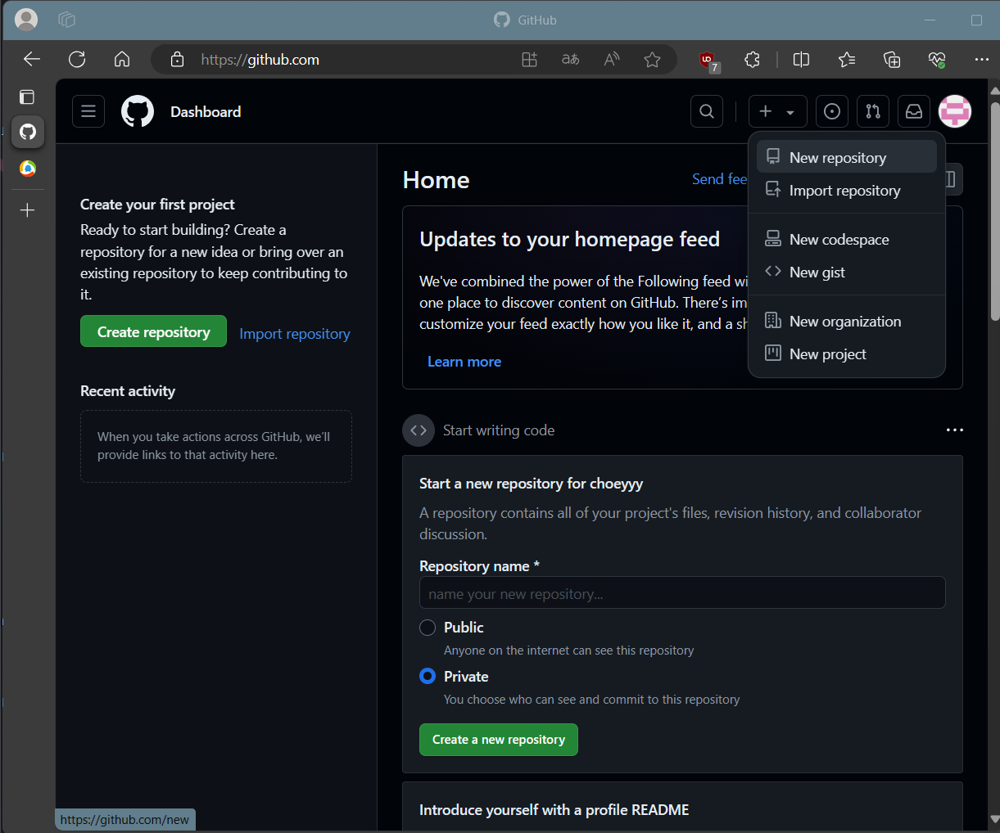 GitHub
https://github.com
aあ
A
uo
7
Dashboard
New repository
Import repository
New codespace
New gist
New organization
New project
Create your first project
Ready to start building? Create a
repository for a new idea or bring over an
existing repository to keep contributing to
it.
Create repository
Import repository
Recent activity
When you take actions across GitHub, we’ll
provide links to that activity here.
Home
Send fee
Updates to your homepage feed
We've combined the power of the Following feed wi
one place to discover content on GitHub. There’s im
customize your feed exactly how you like it, and a sh
Learn more
Start writing code
Start a new repository for choeyyy
A repository contains all of your project's files, revision history, and collaborator
discussion.
Repository name *
name your new repository...
Public
Anyone on the internet can see this repository
Private
You choose who can see and commit to this repository
Create a new repository
Introduce yourself with a profile README
https://github.com/new